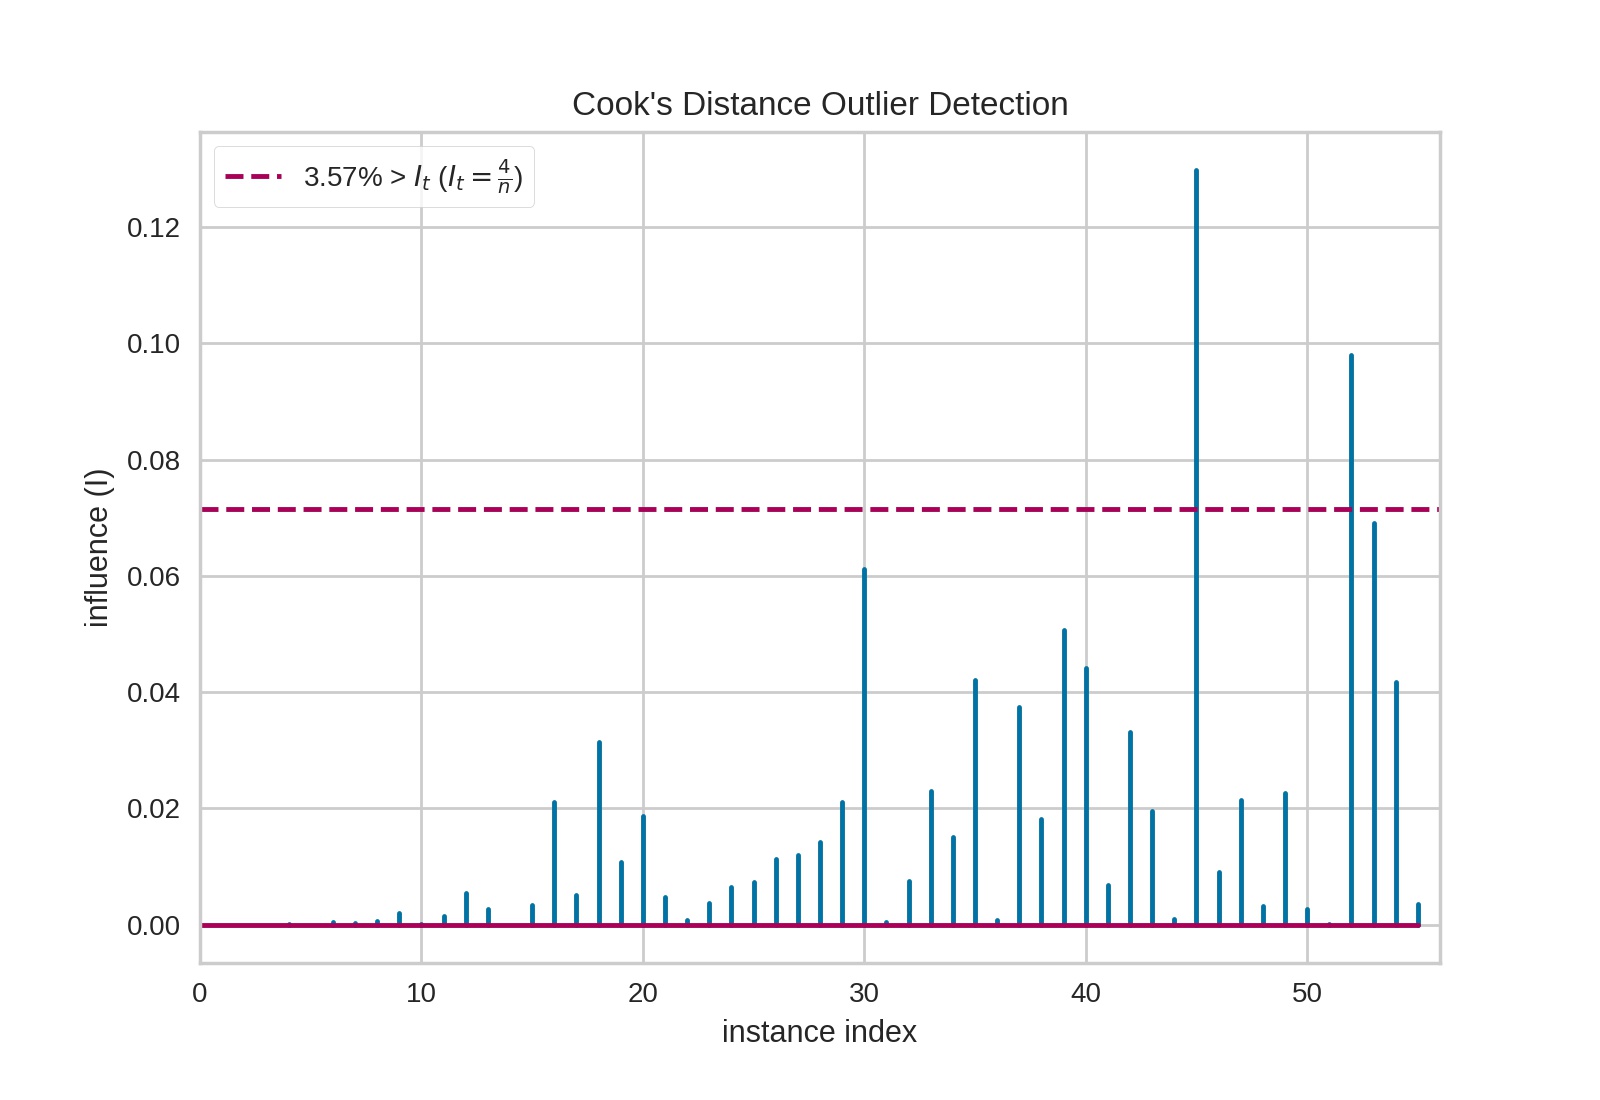 Cook's Distance Outlier Detection
3.57% > I_t (I_t = 4/n)
0.12
0.10
0.08
0.06
0.04
0.02
0.00
influence (I)
0 10 20 30 40 50
instance index